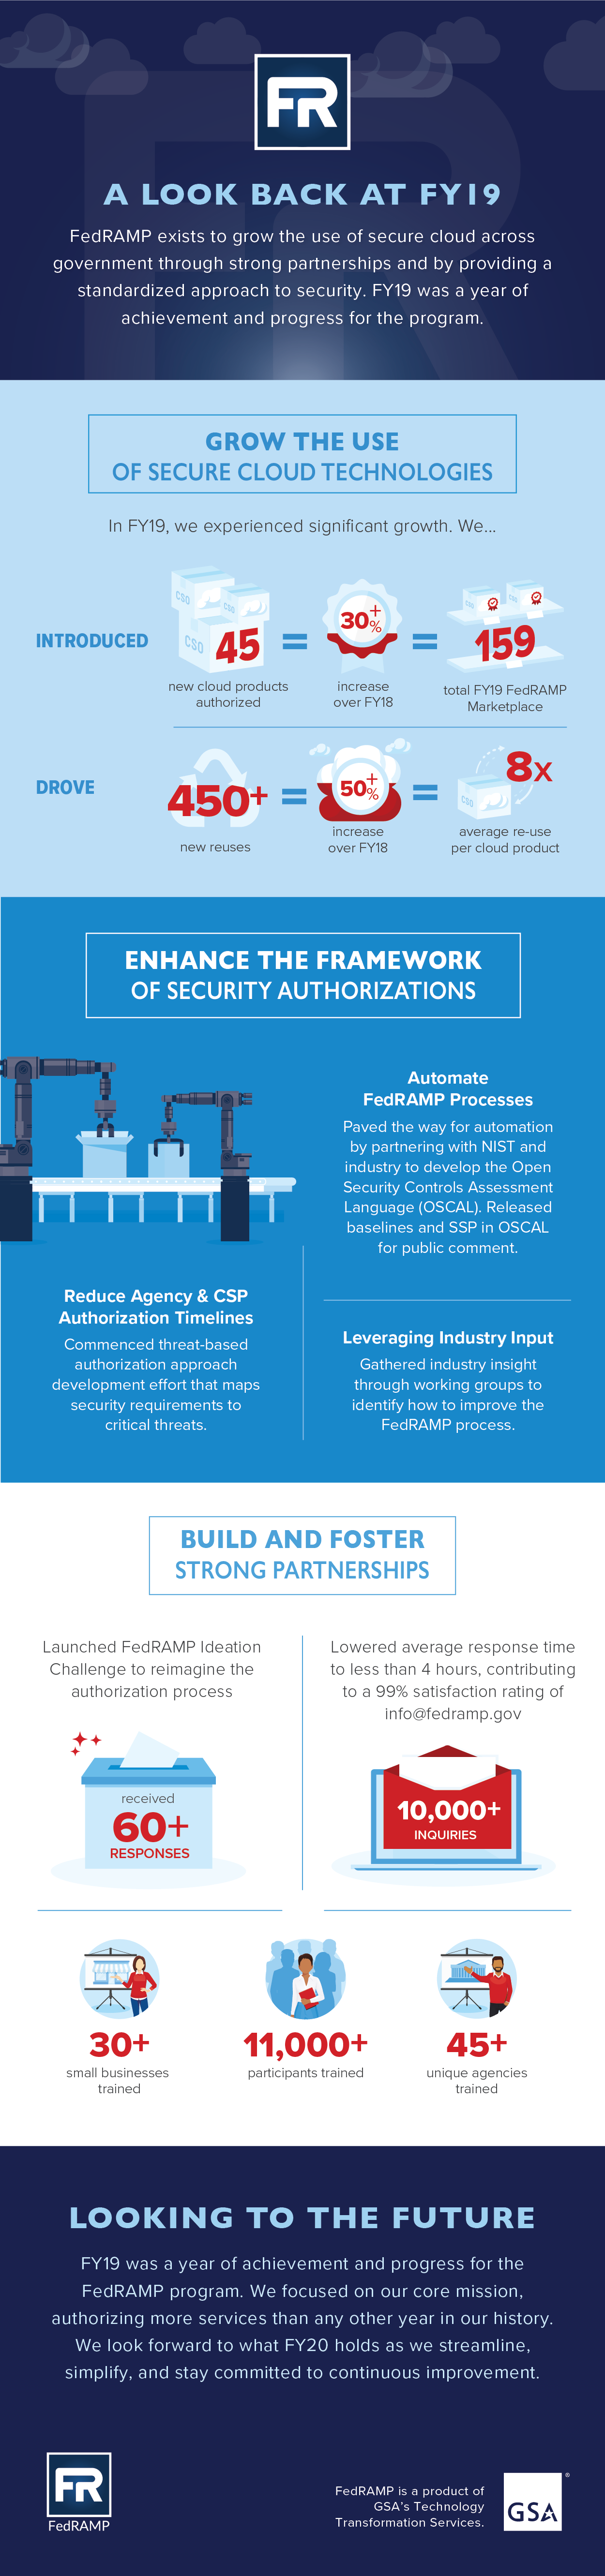 FR
A LOOK BACK AT FY19
FedRAMP exists to grow the use of secure cloud across
government through strong partnerships and by providing a
standardized approach to security. FY19 was a year of
achievement and progress for the program.
GROW THE USE
OF SECURE CLOUD TECHNOLOGIES
In FY19, we experienced significant growth. We...
INTRODUCED
CSO
CSO
CSO
45
=
30+
%
=
CSO
CSO
159
new cloud products
authorized
increase
over FY18
total FY19 FedRAMP
Marketplace
DROVE
450+
=
50+
%
=
CSO
8x
new reuses
increase
over FY18
average re-use
per cloud product
ENHANCE THE FRAMEWORK
OF SECURITY AUTHORIZATIONS
Automate
FedRAMP Processes
Paved the way for automation
by partnering with NIST and
industry to develop the Open
Security Controls Assessment
Language (OSCAL). Released
baselines and SSP in OSCAL
for public comment.
Reduce Agency & CSP
Authorization Timelines
Commenced threat-based
authorization approach
development effort that maps
security requirements to
critical threats.
Leveraging Industry Input
Gathered industry insight
through working groups to
identify how to improve the
FedRAMP process.
BUILD AND FOSTER
STRONG PARTNERSHIPS
Launched FedRAMP Ideation
Challenge to reimagine the
authorization process
received
60+
RESPONSES
Lowered average response time
to less than 4 hours, contributing
to a 99% satisfaction rating of
info@fedramp.gov
10,000+
INQUIRIES
30+
small businesses
trained
11,000+
participants trained
45+
unique agencies
trained
LOOKING TO THE FUTURE
FY19 was a year of achievement and progress for the
FedRAMP program. We focused on our core mission,
authorizing more services than any other year in our history.
We look forward to what FY20 holds as we streamline,
simplify, and stay committed to continuous improvement.
FR
FedRAMP
FedRAMP is a product of
GSA's Technology
Transformation Services.
GSA
®